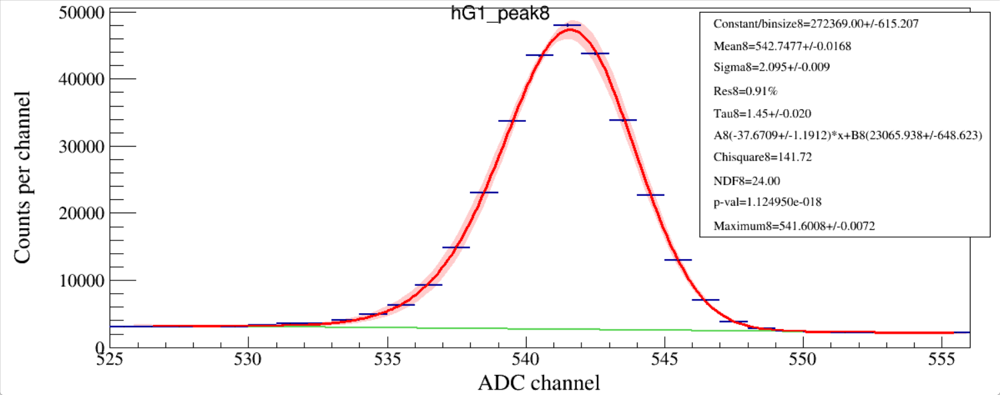 hG1_peak8
50000
40000
30000
20000
10000
0
Counts per channel
525
530
535
540
545
550
555
ADC channel
Constant/binsize8=272369.00+/-615.207
Mean8=542.7477+/-0.0168
Sigma8=2.095+/-0.009
Res8=0.91%
Tau8=1.45+/-0.020
A8(-37.6709+/-1.1912)*x+B8(23065.938+/-648.623)
Chisquare8=141.72
NDF8=24.00
p-val=1.124950e-018
Maximum8=541.6008+/-0.0072